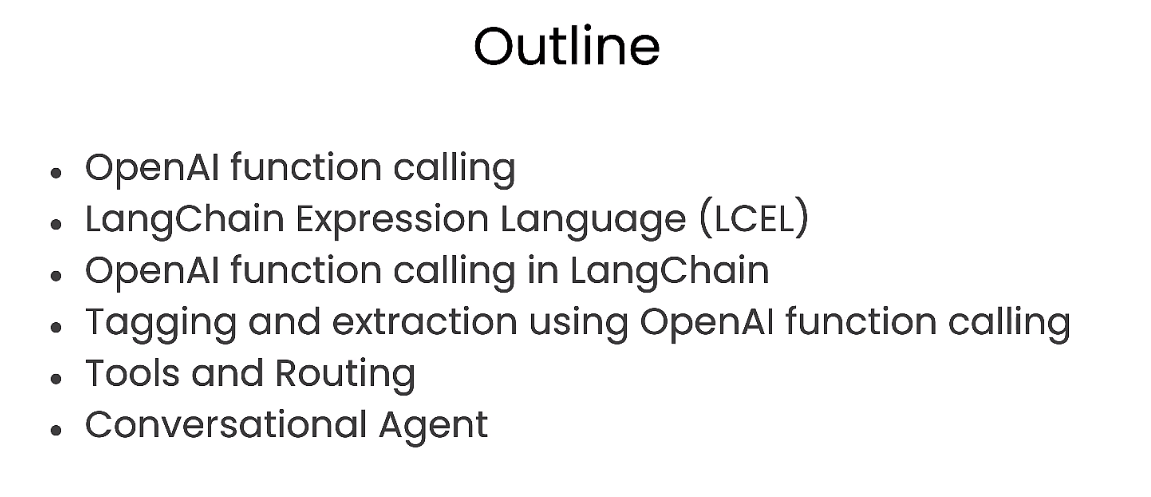 Outline
• OpenAI function calling
• LangChain Expression Language (LCEL)
• OpenAI function calling in LangChain
• Tagging and extraction using OpenAI function calling
• Tools and Routing
• Conversational Agent